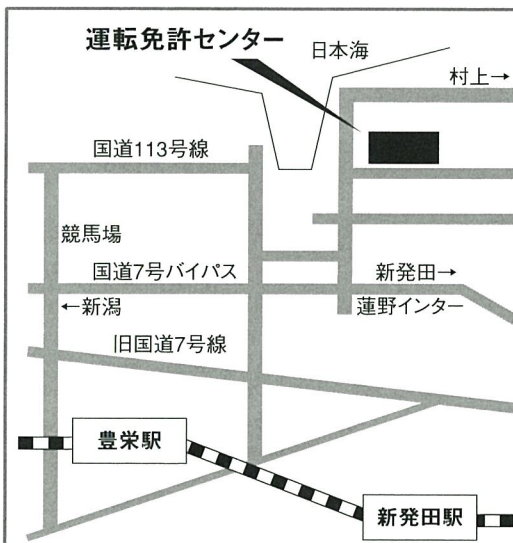 運転免許センター
日本海
村上→
国道113号線
競馬場
国道7号バイパス
新発田→
←新潟
蓮野インター
旧国道7号線
豊栄駅
新発田駅